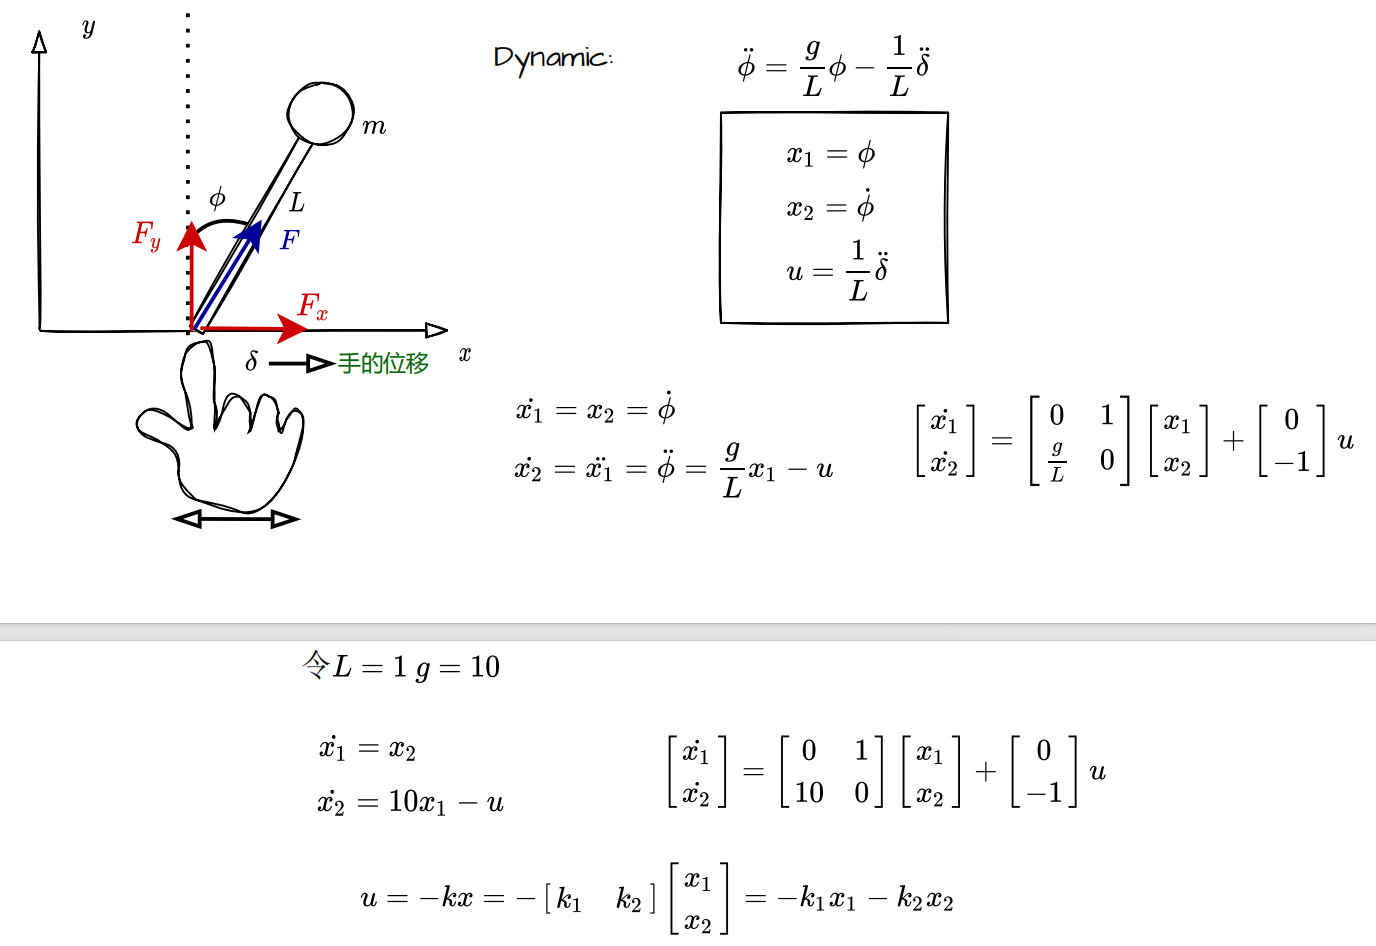 y
Dynamic:
\ddot{\phi} = \frac{g}{L}\phi - \frac{1}{L}\ddot{\delta}
m
x_1 = \phi
x_2 = \dot{\phi}
u = \frac{1}{L}\ddot{\delta}
\phi
L
F_y
F
F_x
δ 手的位移
x
\dot{x_1} = x_2 = \dot{\phi}
\dot{x_2} = \ddot{x_1} = \ddot{\phi} = \frac{g}{L}x_1 - u
\begin{bmatrix} \dot{x_1} \\ \dot{x_2} \end{bmatrix} = \begin{bmatrix} 0 & 1 \\ \frac{g}{L} & 0 \end{bmatrix} \begin{bmatrix} x_1 \\ x_2 \end{bmatrix} + \begin{bmatrix} 0 \\ -1 \end{bmatrix} u
令L = 1 g = 10
\dot{x_1} = x_2
\dot{x_2} = 10x_1 - u
\begin{bmatrix} \dot{x_1} \\ \dot{x_2} \end{bmatrix} = \begin{bmatrix} 0 & 1 \\ 10 & 0 \end{bmatrix} \begin{bmatrix} x_1 \\ x_2 \end{bmatrix} + \begin{bmatrix} 0 \\ -1 \end{bmatrix} u
u = -kx = -[k_1 \quad k_2] \begin{bmatrix} x_1 \\ x_2 \end{bmatrix} = -k_1x_1 - k_2x_2